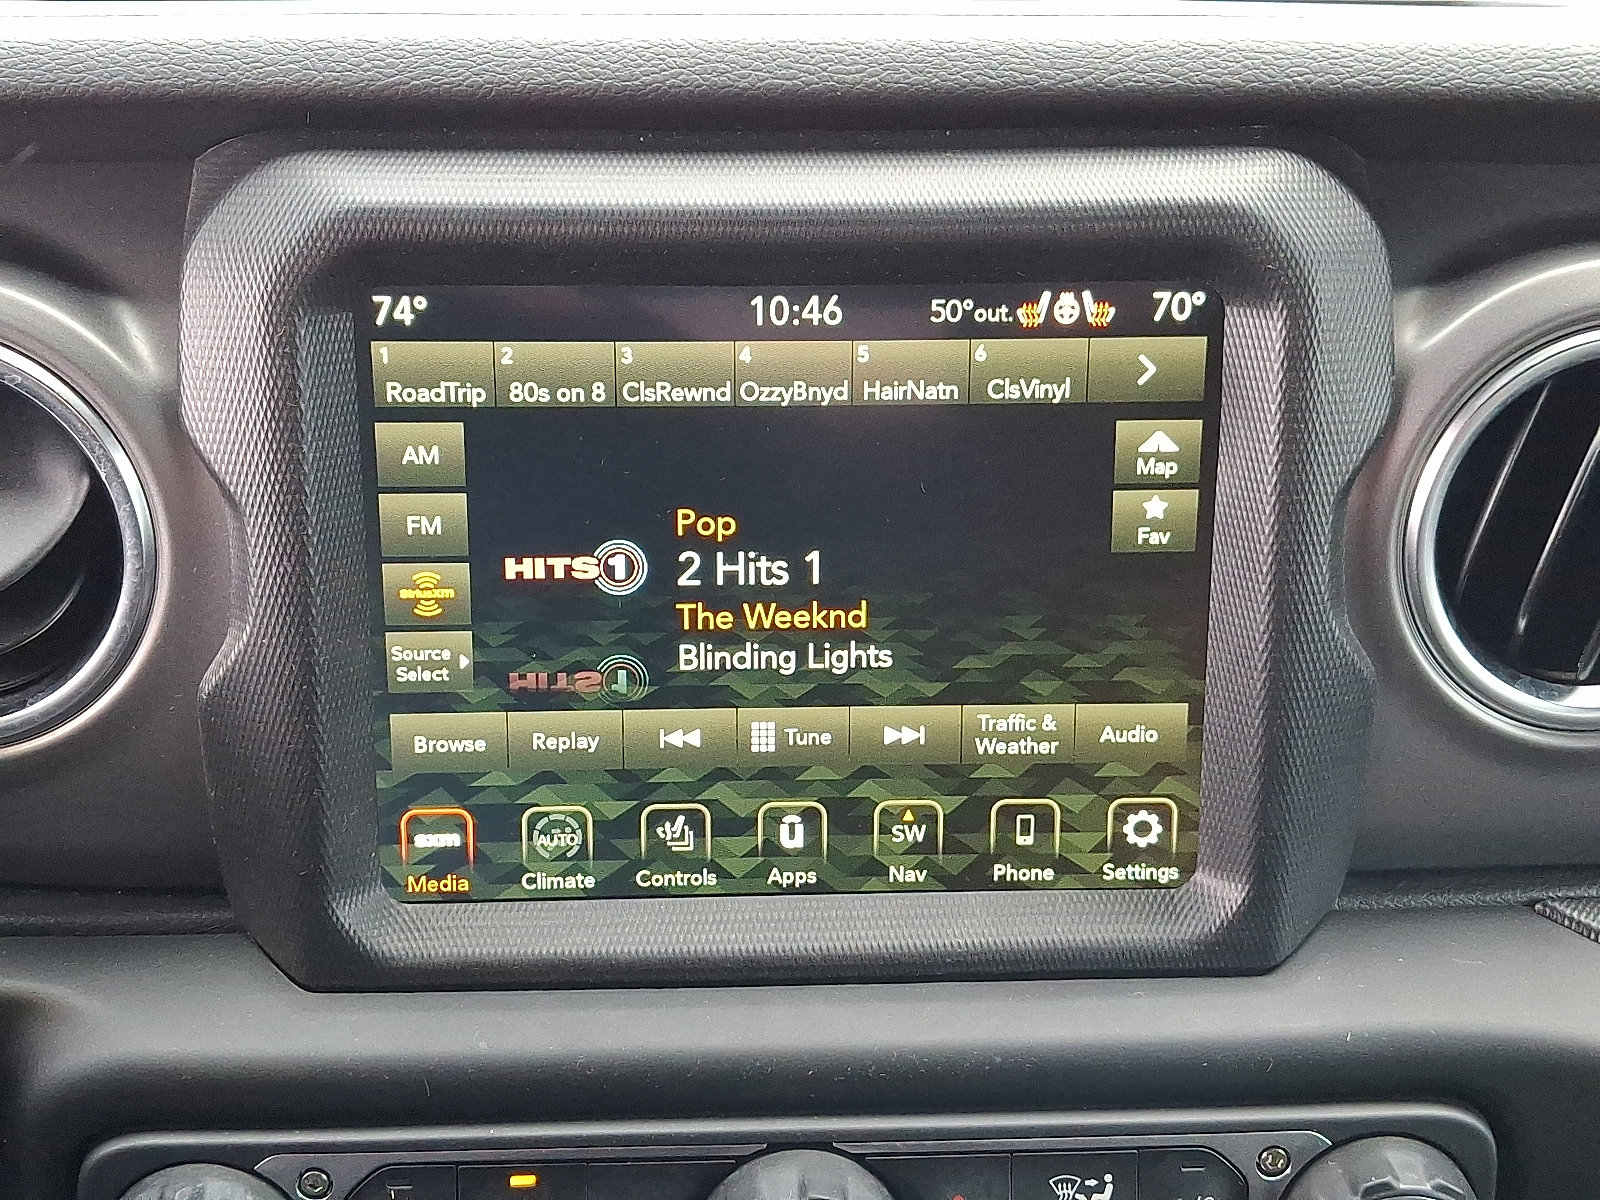 74° 10:46 50°out. 70°
1 2 3 4 5 6
RoadTrip 80s on 8 ClsRewnd OzzyBnyd HairNatn ClsVinyl
AM
Map
FM
Fav
Pop
HITS1 2 Hits 1
SiriusXM
The Weeknd
Source
Select
Blinding Lights
Browse Replay Tune Traffic &
Weather Audio
sxm AUTO u SW
Media Climate Controls Apps Nav Phone Settings